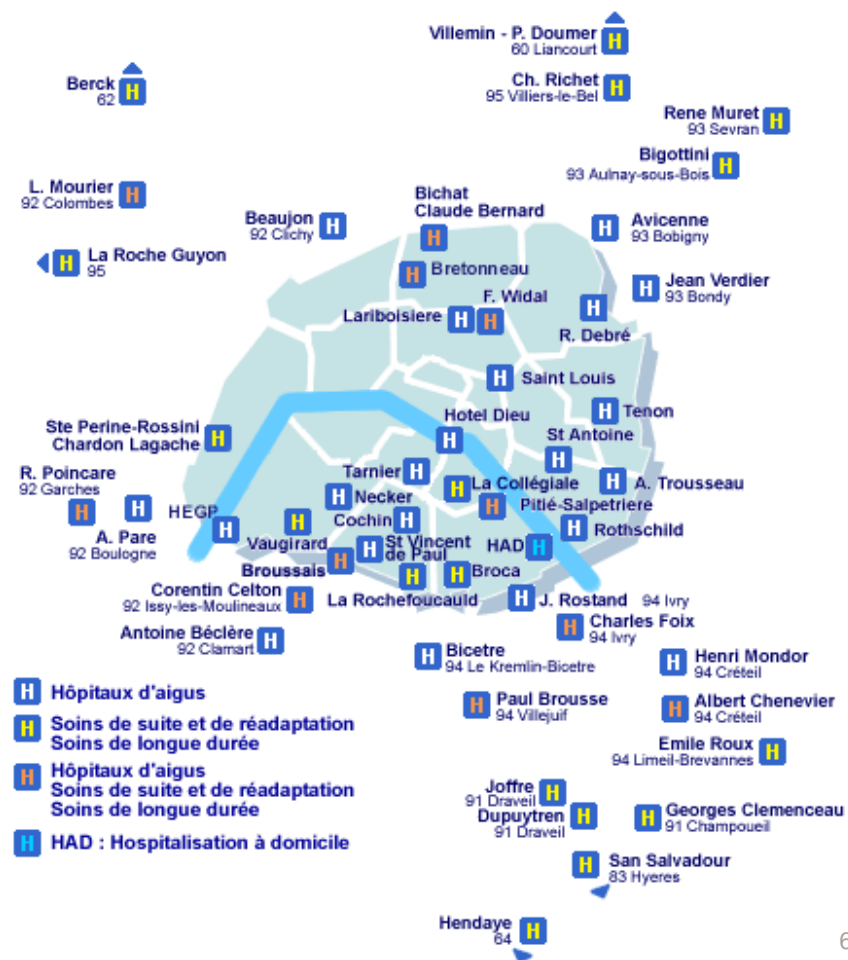 Villemin - P. Doumer
60 Liancourt
H
Berck
62
H
Ch. Richet
95 Villiers-le-Bel
H
Rene Muret
93 Sevran
H
Bigottini
93 Aulnay-sous-Bois
H
L. Mourier
92 Colombes
H
Beaujon
92 Clichy
H
Bichat
Claude Bernard
H
Avicenne
93 Bobigny
H
La Roche Guyon
95
H
Bretonneau
H
Jean Verdier
93 Bondy
H
F. Widal
H
Lariboisiere
H
R. Debré
H
Saint Louis
H
Tenon
H
Hotel Dieu
H
Ste Perine-Rossini
Chardon Lagache
H
St Antoine
H
Tarnier
H
La Collégiale
H
A. Trousseau
H
R. Poincare
92 Garches
H
A. Pare
92 Boulogne
H
HEGP
H
Necker
H
Pitié-Salpetriere
H
Cochin
H
Vaugirard
H
St Vincent
de Paul
H
HAD
H
Rothschild
H
Broussais
H
La Rochefoucauld
H
Broca
H
Corentin Celton
92 Issy-les-Moulineaux
H
J. Rostand 94 Ivry
H
Charles Foix
94 Ivry
H
Antoine Béclère
92 Clamart
H
Bicetre
94 Le Kremlin-Bicetre
H
Henri Mondor
94 Créteil
H
Paul Brousse
94 Villejuif
H
Albert Chenevier
94 Créteil
H
Emile Roux
94 Limeil-Brevannes
H
Joffre
91 Draveil
H
Dupuytren
91 Draveil
H
Georges Clemenceau
91 Champoueil
H
San Salvadour
83 Hyeres
H
Hendaye
64
H
H Hôpitaux d'aigus
H Soins de suite et de réadaptation
Soins de longue durée
H Hôpitaux d'aigus
Soins de suite et de réadaptation
Soins de longue durée
H HAD : Hospitalisation à domicile